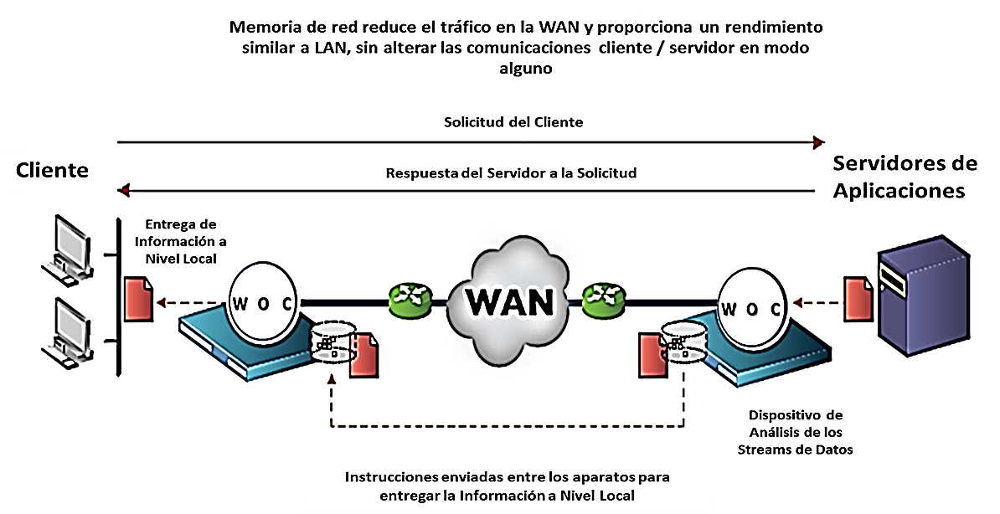 Memoria de red reduce el tráfico en la WAN y proporciona un rendimiento
similar a LAN, sin alterar las comunicaciones cliente / servidor en modo
alguno
Solicitud del Cliente
Cliente
Servidores de
Aplicaciones
Respuesta del Servidor a la Solicitud
Entrega de
Información a
Nivel Local
W O C
WAN
W O C
Dispositivo de
Análisis de los
Streams de Datos
Instrucciones enviadas entre los aparatos para
entregar la Información a Nivel Local